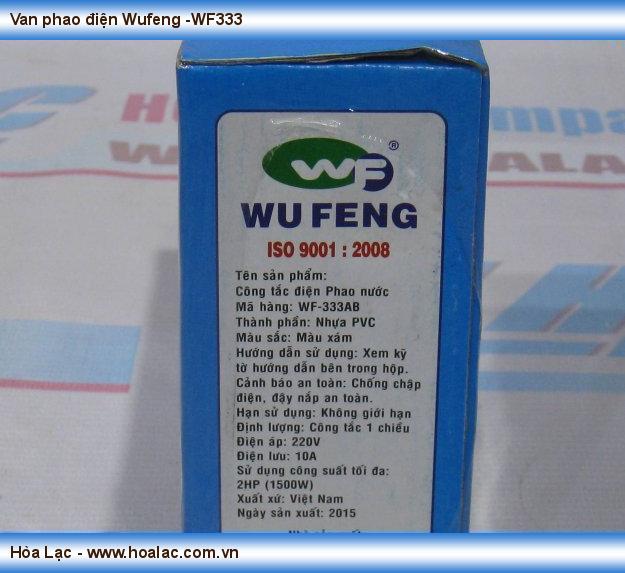 Van phao điện Wufeng -WF333
WF ®
WU FENG
ISO 9001 : 2008
Tên sản phẩm:
Công tắc điện Phao nước
Mã hàng: WF-333AB
Thành phần: Nhựa PVC
Màu sắc: Màu xám
Hướng dẫn sử dụng: Xem kỹ
tờ hướng dẫn bên trong hộp.
Cảnh báo an toàn: Chống chập
điện, đậy nắp an toàn.
Hạn sử dụng: Không giới hạn
Định lượng: Công tắc 1 chiều
Điện áp: 220V
Điện lưu: 10A
Sử dụng công suất tối đa:
2HP (1500W)
Xuất xứ: Việt Nam
Ngày sản xuất: 2015
Hòa Lạc - www.hoalac.com.vn